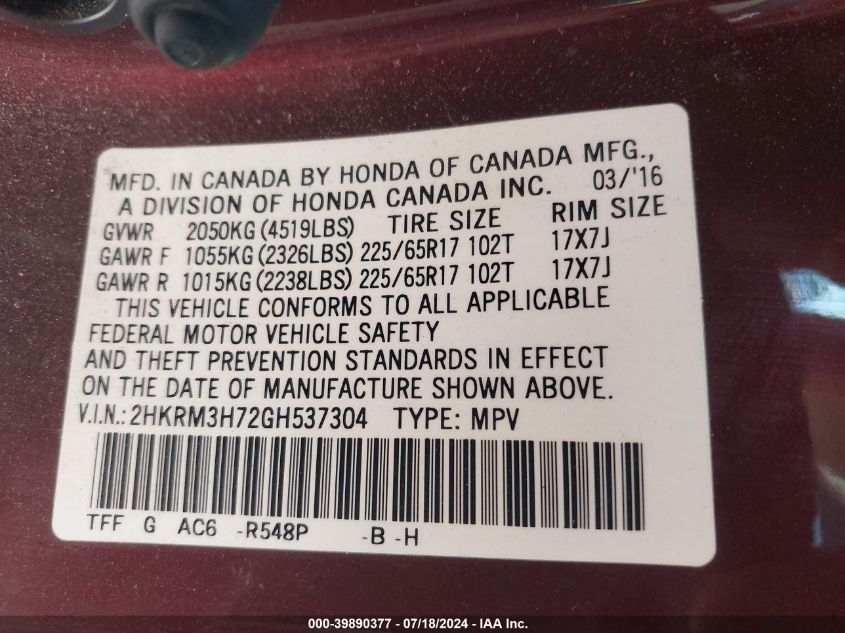 MFD. IN CANADA BY HONDA OF CANADA MFG.,
A DIVISION OF HONDA CANADA INC. 03/'16
GVWR 2050KG (4519LBS) TIRE SIZE RIM SIZE
GAWR F 1055KG (2326LBS) 225/65R17 102T 17X7J
GAWR R 1015KG (2238LBS) 225/65R17 102T 17X7J
THIS VEHICLE CONFORMS TO ALL APPLICABLE
FEDERAL MOTOR VEHICLE SAFETY
AND THEFT PREVENTION STANDARDS IN EFFECT
ON THE DATE OF MANUFACTURE SHOWN ABOVE.
V.I.N.: 2HKRM3H72GH537304 TYPE: MPV
TFF G AC6 -R548P -B -H
000-39890377 - 07/18/2024 - IAA Inc.